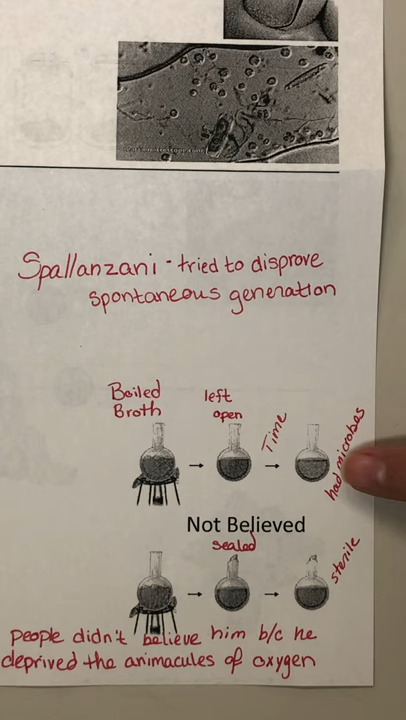 Spallanzani - tried to disprove
spontaneous generation
Boiled
Broth
left
open
Time
had microbes
Not Believed
sealed
sterile
people didn't believe him b/c he
deprived the animacules of oxygen